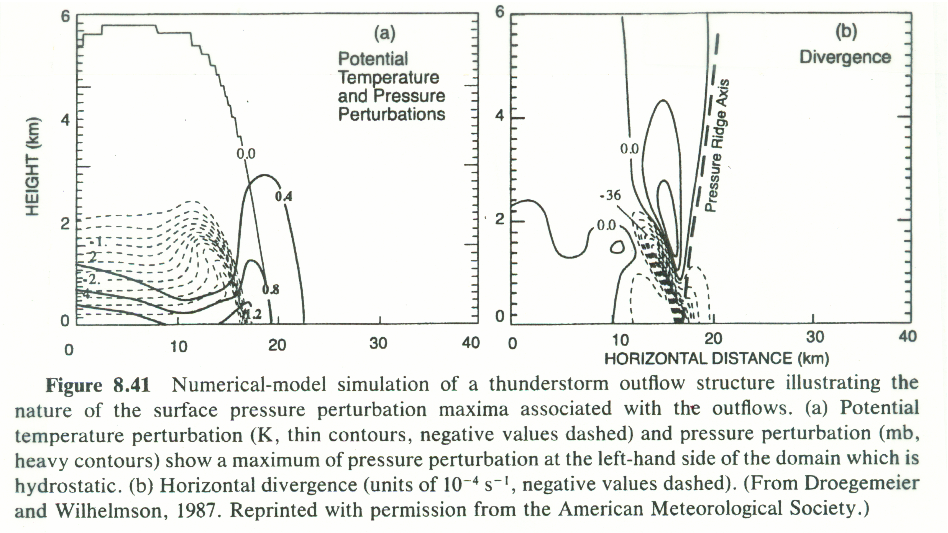 6
4
2
0
0
10
20
30
40
HEIGHT (km)
(a)
Potential
Temperature
and Pressure
Perturbations
0.0
0.4
0.8
1.2
-1
2
-2
6
4
2
0
0
10
20
30
40
HORIZONTAL DISTANCE (km)
(b)
Divergence
Pressure Ridge Axis
0.0
-36
0.0
Figure 8.41 Numerical-model simulation of a thunderstorm outflow structure illustrating the
nature of the surface pressure perturbation maxima associated with the outflows. (a) Potential
temperature perturbation (K, thin contours, negative values dashed) and pressure perturbation (mb,
heavy contours) show a maximum of pressure perturbation at the left-hand side of the domain which is
hydrostatic. (b) Horizontal divergence (units of 10⁻⁴ s⁻¹, negative values dashed). (From Droegemeier
and Wilhelmson, 1987. Reprinted with permission from the American Meteorological Society.)